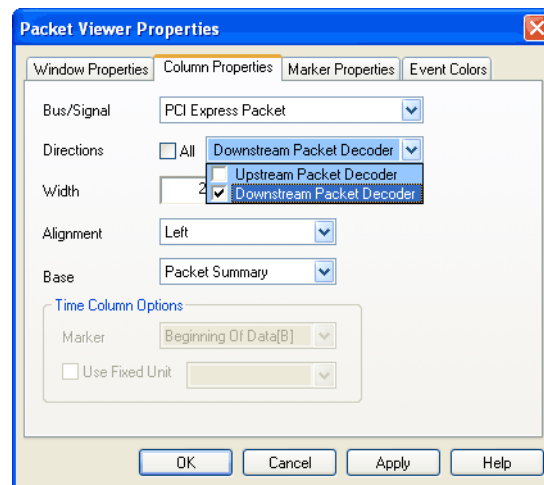 Packet Viewer Properties
Window Properties Column Properties Marker Properties Event Colors
Bus/Signal PCI Express Packet
Directions All Downstream Packet Decoder
Upstream Packet Decoder
Width 2 Downstream Packet Decoder
Alignment Left
Base Packet Summary
Time Column Options
Marker Beginning Of Data[B]
Use Fixed Unit
OK Cancel Apply Help